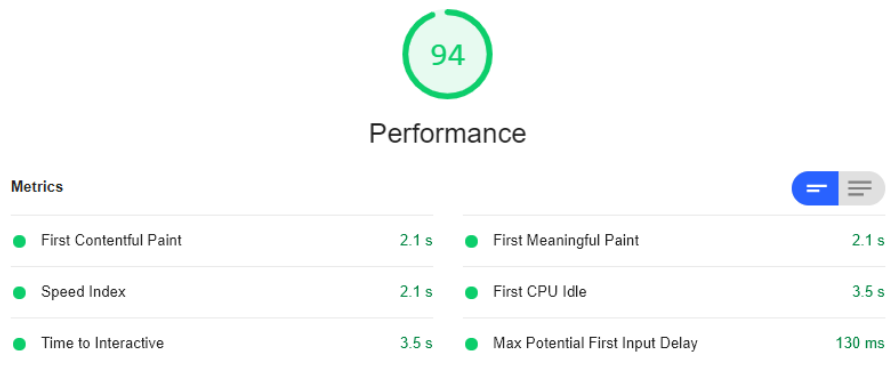 94
Performance
Metrics
First Contentful Paint 2.1 s First Meaningful Paint 2.1 s
Speed Index 2.1 s First CPU Idle 3.5 s
Time to Interactive 3.5 s Max Potential First Input Delay 130 ms